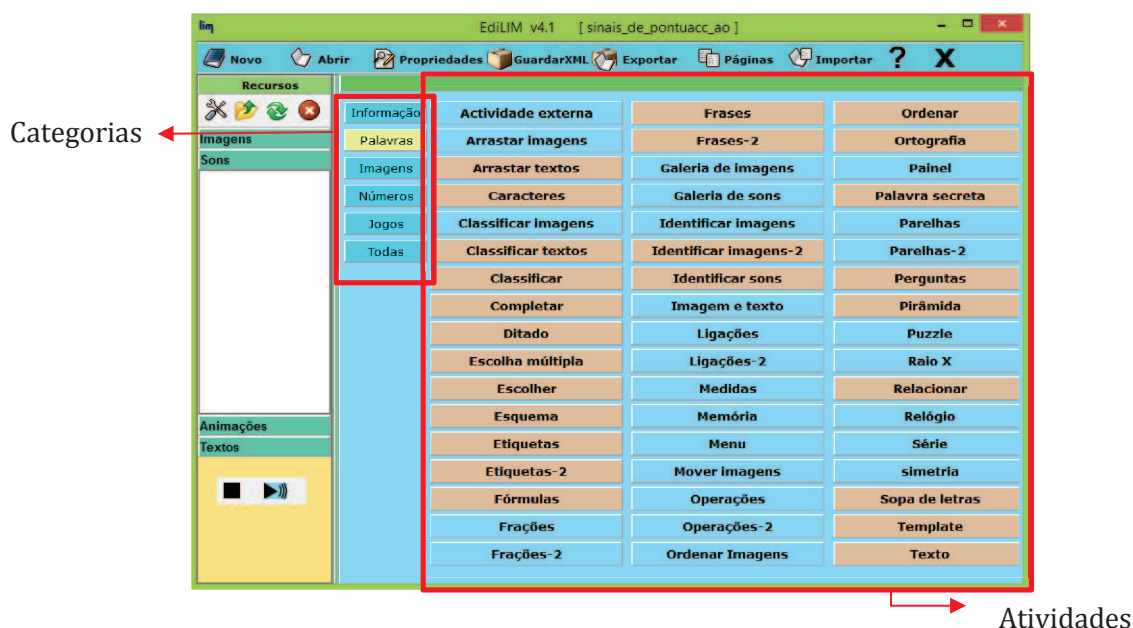 lim EdiLIM v4.1 [ sinais_de_pontuacc_ao ]
Novo Abrir Propriedades GuardarXML Exportar Páginas Importar ? X
Recursos
Categorias
Imagens
Sons
Animações
Textos
Informação
Palavras
Imagens
Números
Jogos
Todas
Actividade externa Frases Ordenar
Arrastar imagens Frases-2 Ortografia
Arrastar textos Galeria de imagens Painel
Caracteres Galeria de sons Palavra secreta
Classificar imagens Identificar imagens Parelhas
Classificar textos Identificar imagens-2 Parelhas-2
Classificar Identificar sons Perguntas
Completar Imagem e texto Pirâmida
Ditado Ligações Puzzle
Escolha múltipla Ligações-2 Raio X
Escolher Medidas Relacionar
Esquema Memória Relógio
Etiquetas Menu Série
Etiquetas-2 Mover imagens simetria
Fórmulas Operações Sopa de letras
Frações Operações-2 Template
Frações-2 Ordenar Imagens Texto
Atividades